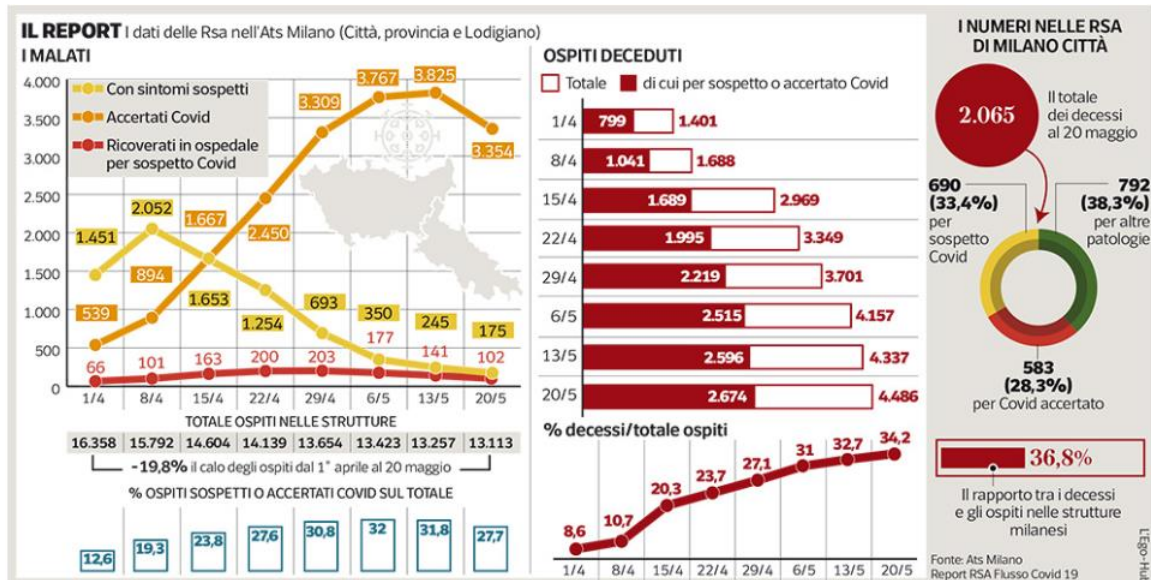 IL REPORT I dati delle Rsa nell'Ats Milano (Città, provincia e Lodigiano)
I MALATI
4.000
3.500
3.000
2.500
2.000
1.500
1.000
500
0
Con sintomi sospetti
Accertati Covid
Ricoverati in ospedale
per sospetto Covid
1.451
2.052
1.653
1.254
693
350
245
175
539
894
1.667
2.450
3.309
3.767
3.825
3.354
66
101
163
200
203
177
141
102
1/4 8/4 15/4 22/4 29/4 6/5 13/5 20/5
TOTALE OSPITI NELLE STRUTTURE
16.358 15.792 14.604 14.139 13.654 13.423 13.257 13.113
-19,8% il calo degli ospiti dal 1° aprile al 20 maggio
% OSPITI SOSPETTI O ACCERTATI COVID SUL TOTALE
12,6 19,3 23,8 27,6 30,8 32 31,8 27,7
OSPITI DECEDUTI
Totale di cui per sospetto o accertato Covid
1/4 799 1.401
8/4 1.041 1.688
15/4 1.689 2.969
22/4 1.995 3.349
29/4 2.219 3.701
6/5 2.515 4.157
13/5 2.596 4.337
20/5 2.674 4.486
% decessi/totale ospiti
8,6 10,7 20,3 23,7 27,1 31 32,7 34,2
1/4 8/4 15/4 22/4 29/4 6/5 13/5 20/5
I NUMERI NELLE RSA
DI MILANO CITTÀ
2.065
Il totale
dei decessi
al 20 maggio
690
(33,4%)
per
sospetto
Covid
792
(38,3%)
per altre
patologie
583
(28,3%)
per Covid accertato
36,8%
Il rapporto tra i decessi
e gli ospiti nelle strutture
milanesi
Fonte: Ats Milano
Report RSA Flusso Covid 19
L'Ego-Hub